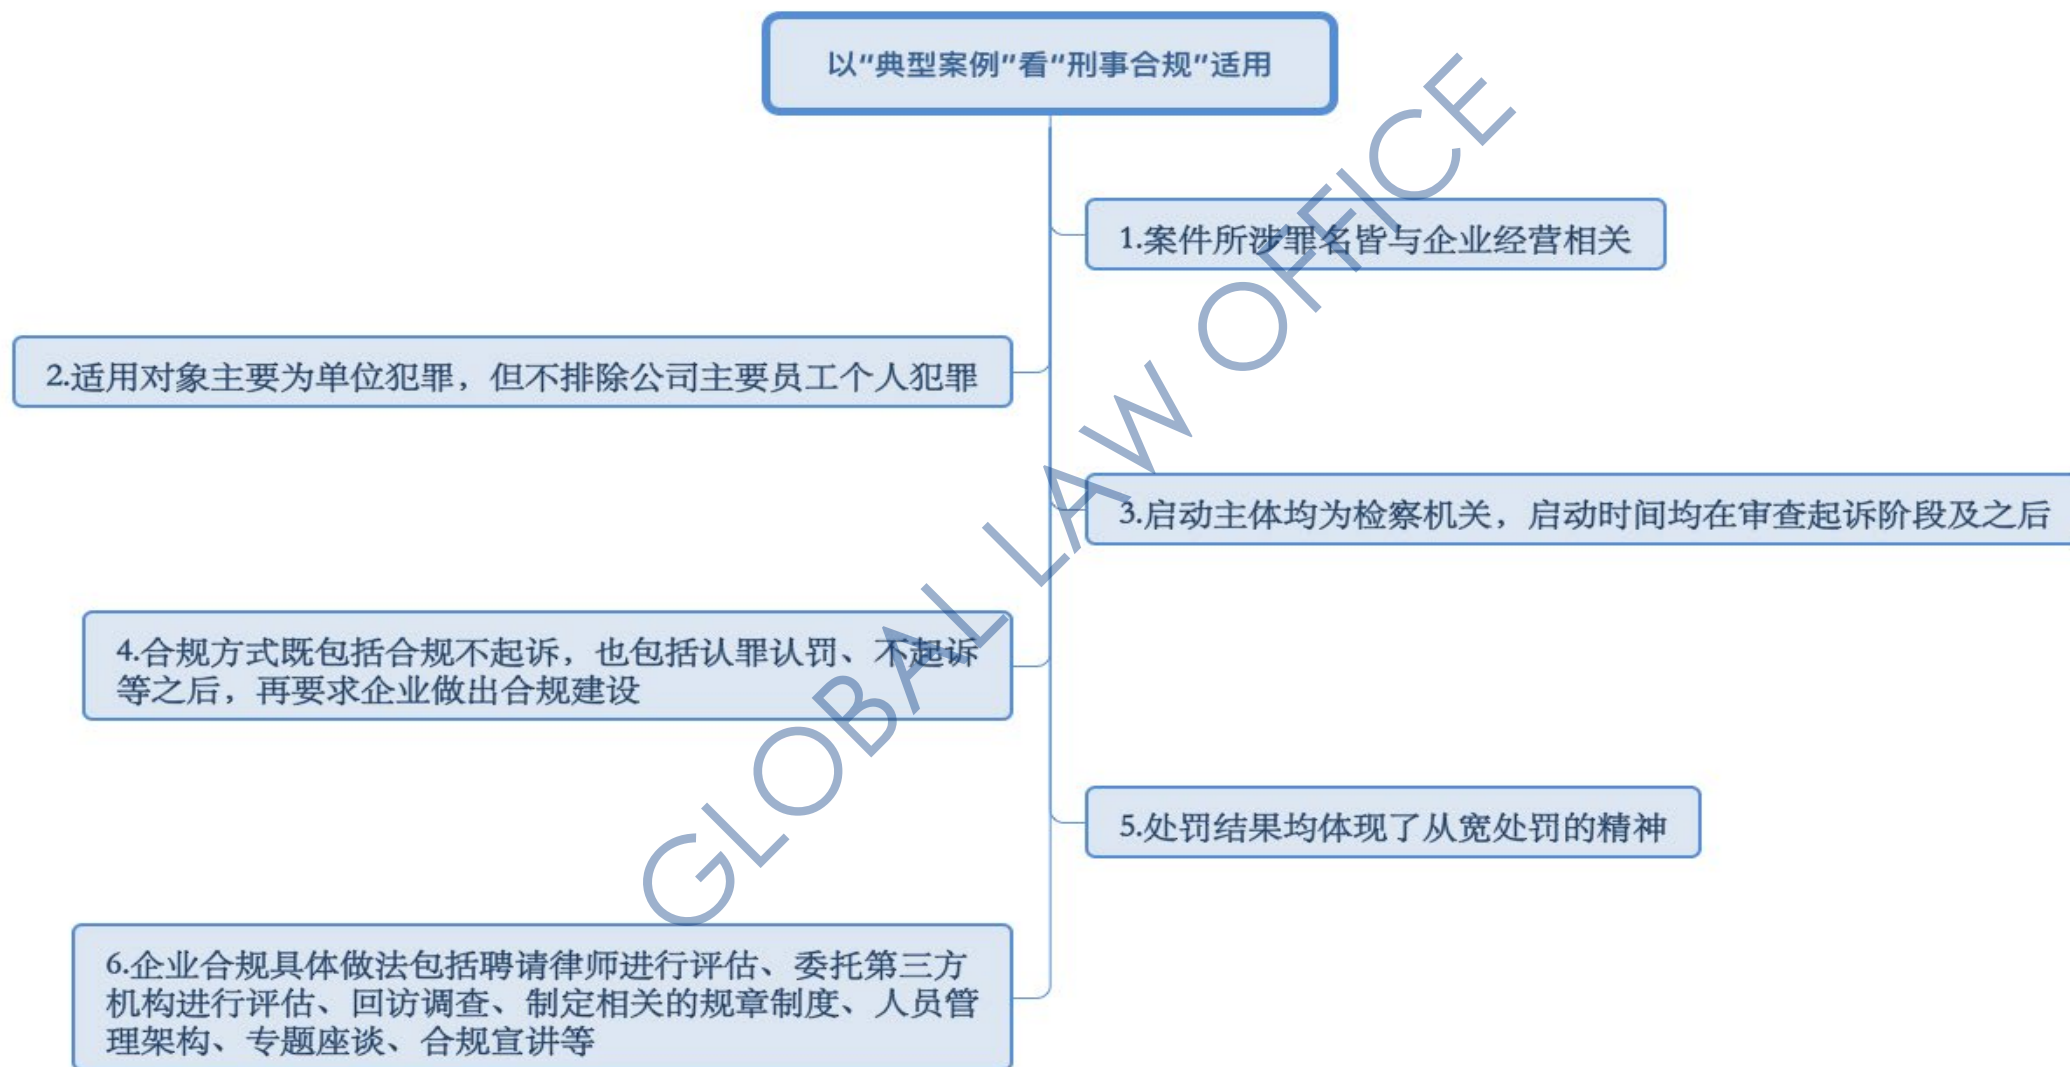 以"典型案例"看"刑事合规"适用
1.案件所涉罪名皆与企业经营相关
2.适用对象主要为单位犯罪，但不排除公司主要员工个人犯罪
3.启动主体均为检察机关，启动时间均在审查起诉阶段及之后
4.合规方式既包括合规不起诉，也包括认罪认罚、不起诉
等之后，再要求企业做出合规建设
5.处罚结果均体现了从宽处罚的精神
6.企业合规具体做法包括聘请律师进行评估、委托第三方
机构进行评估、回访调查、制定相关的规章制度、人员管
理架构、专题座谈、合规宣讲等
GLOBAL LAW OFFICE